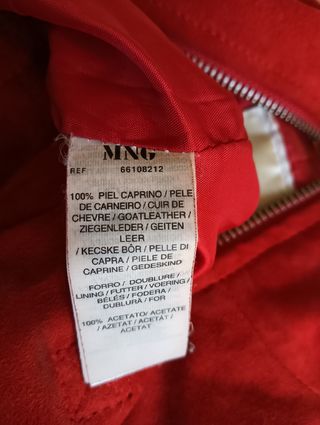 MNG
REF 66108212
100% PIEL CAPRINO / PELE
DE CARNEIRO / CUIR DE
CHEVRE / GOATLEATHER /
ZIEGENLEDER / GEITEN
LEER
/ KECSKE BÖR / PELLE DI
CAPRA / PIELE DE
CAPRINE / GEDESKIND
FORRO / DOUBLURE /
LINING / FUTTER / VOERING /
BÉLÉS / FODERA /
DUBLURĂ / FOR
100% ACETATO/ ACETATE
/ AZETAT / ACETÁT /
ACETAT